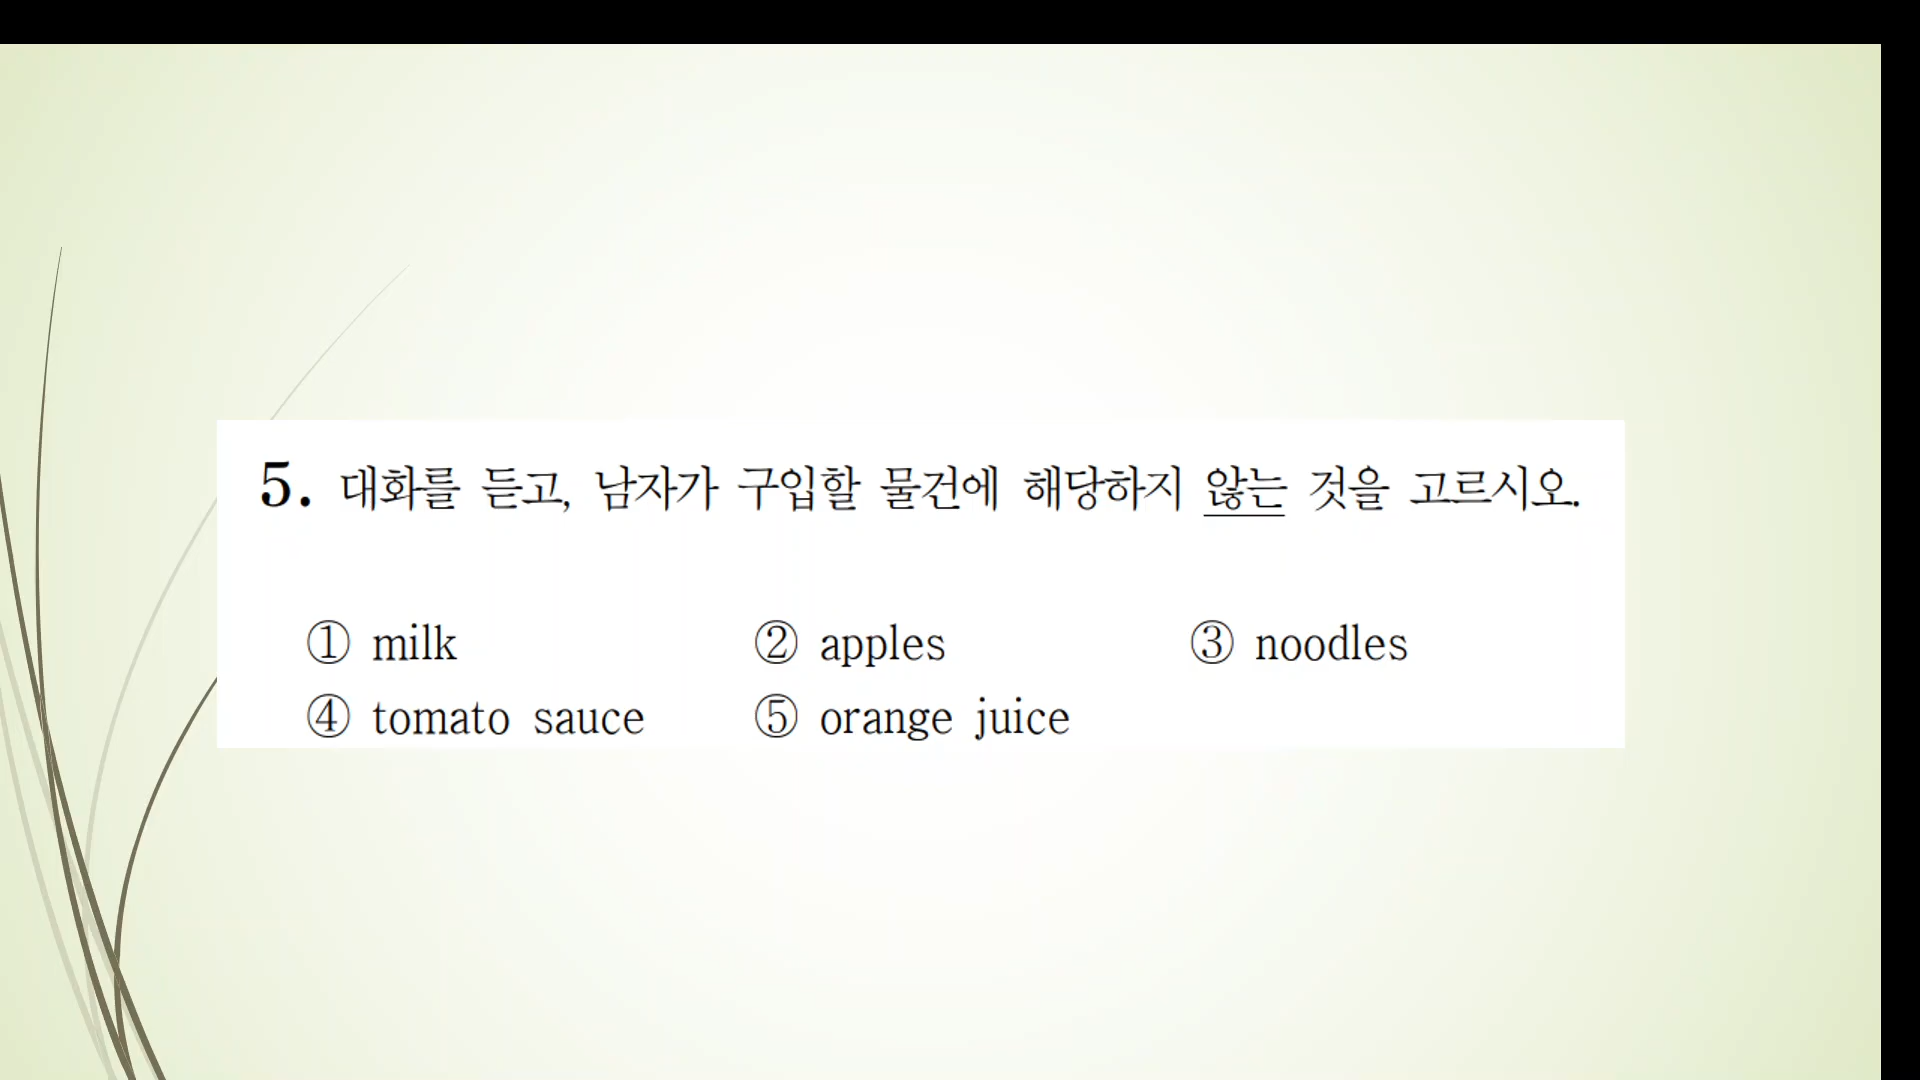 5. 대화를 듣고, 남자가 구입할 물건에 해당하지 않는 것을 고르시오.
① milk ② apples ③ noodles
④ tomato sauce ⑤ orange juice